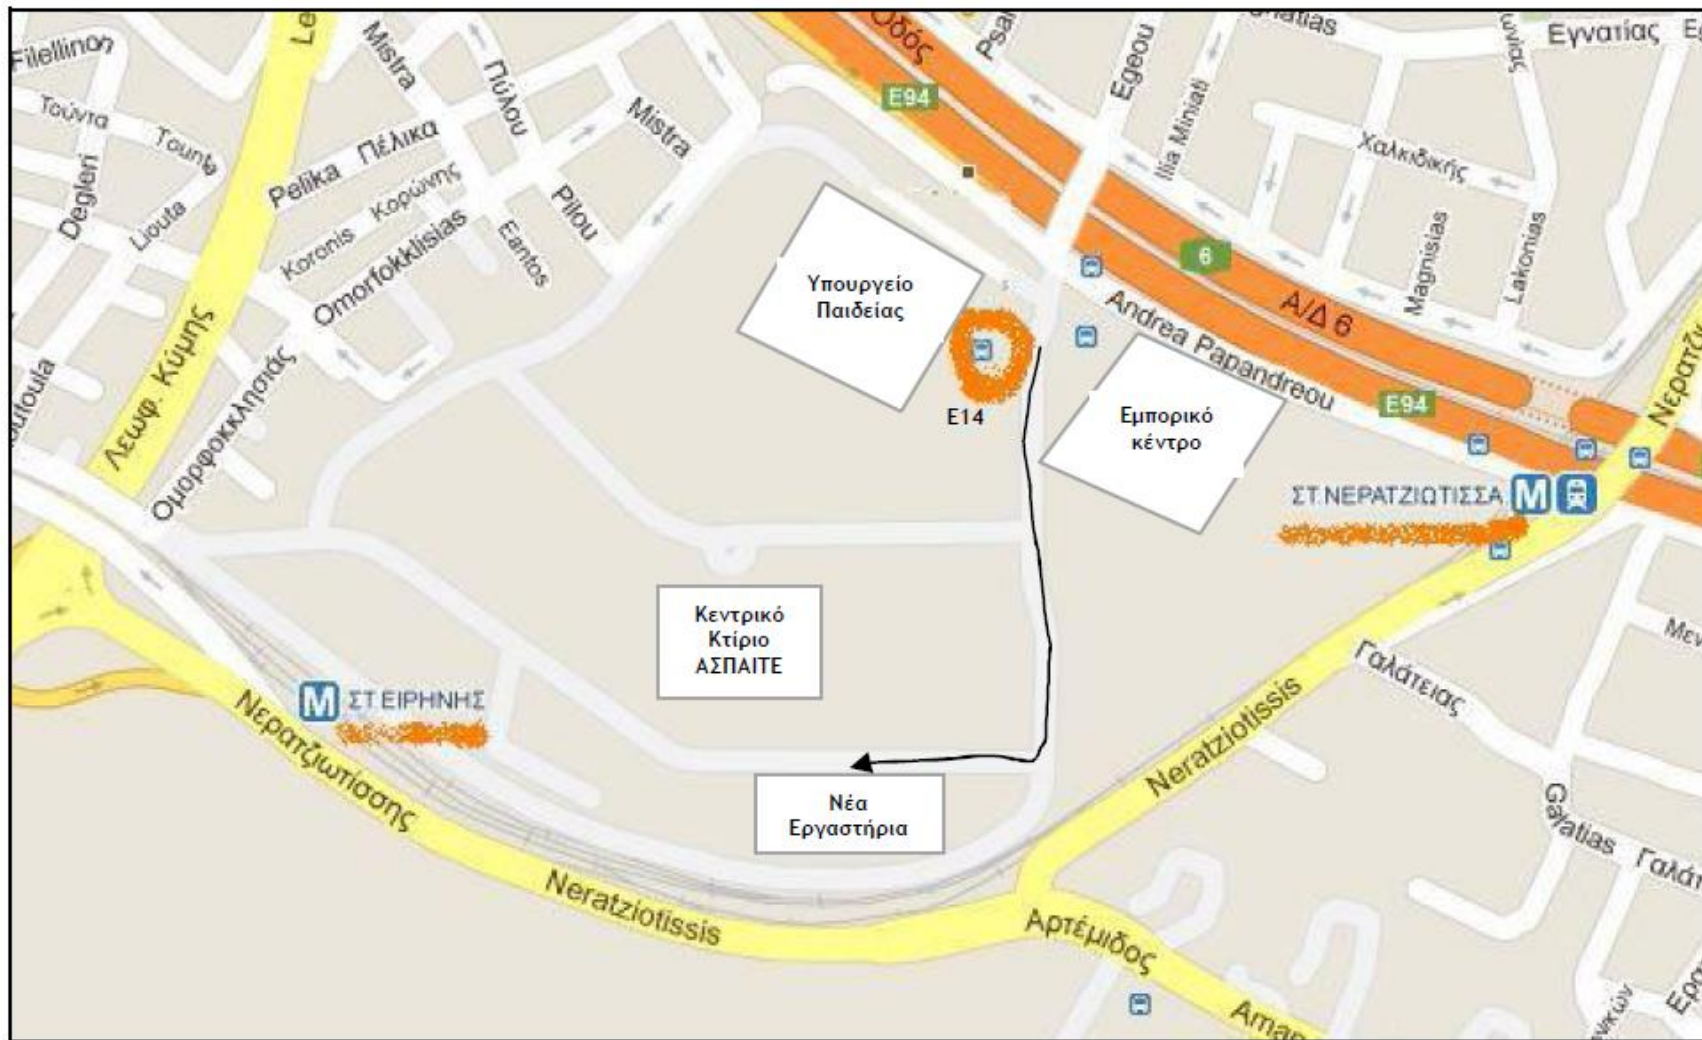 Filellinon
Τούντα
Tounta
Degleri
Liouta
Mistra
Πύλου
Pelika Πέλικα
Mistra
Koronis Κορώνης
Omorfoklisias
Eantos
Pilou
Λεωφ. Κύμης
Ομορφοκκλησιάς
Οδός
E94
Egeou
Ilia Miniati
Εγνατίας
Χαλκιδικής
Magnisias
Lakonias
6
Α/Δ 6
Andrea Papandreou
E94
Υπουργείο
Παιδείας
E14
Εμπορικό
κέντρο
ΣΤ.ΝΕΡΑΤΖΙΩΤΙΣΣΑ M
Κεντρικό
Κτίριο
ΑΣΠΑΙΤΕ
M ΣΤ.ΕΙΡΗΝΗΣ
Νερατζιωτίσσης
Νέα
Εργαστήρια
Neratziotissis
Neratziotissis
Γαλάτειας
Galatias
Αρτέμιδος